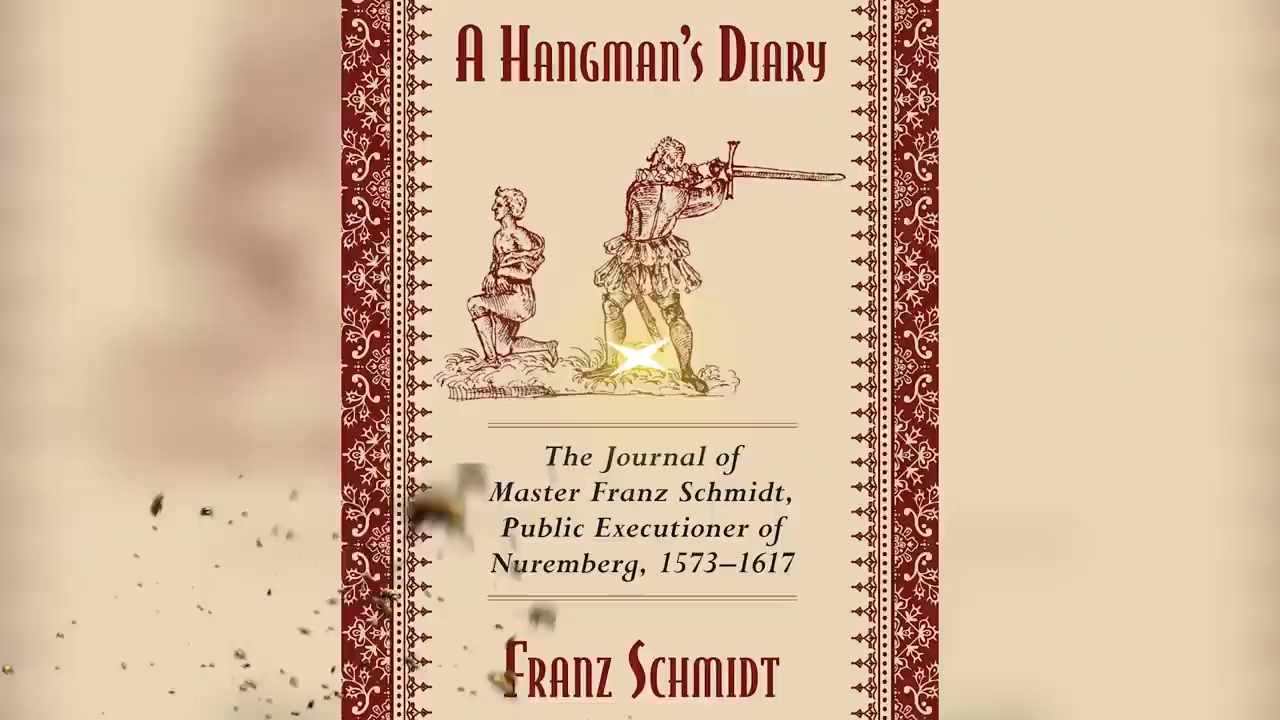 A Hangman's Diary
The Journal of
Master Franz Schmidt,
Public Executioner of
Nuremberg, 1573–1617
Franz Schmidt